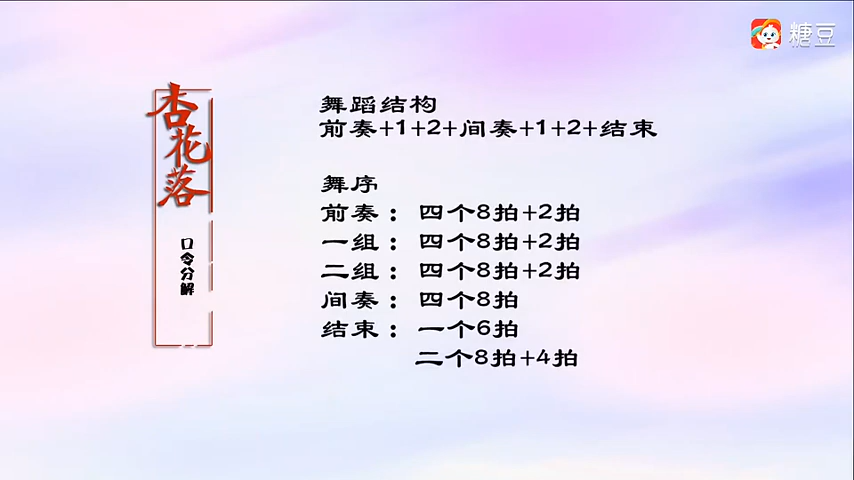 糖豆
杏花落
口令分解
舞蹈结构
前奏+1+2+间奏+1+2+结束
舞序
前奏：四个8拍+2拍
一组：四个8拍+2拍
二组：四个8拍+2拍
间奏：四个8拍
结束：一个6拍
二个8拍+4拍